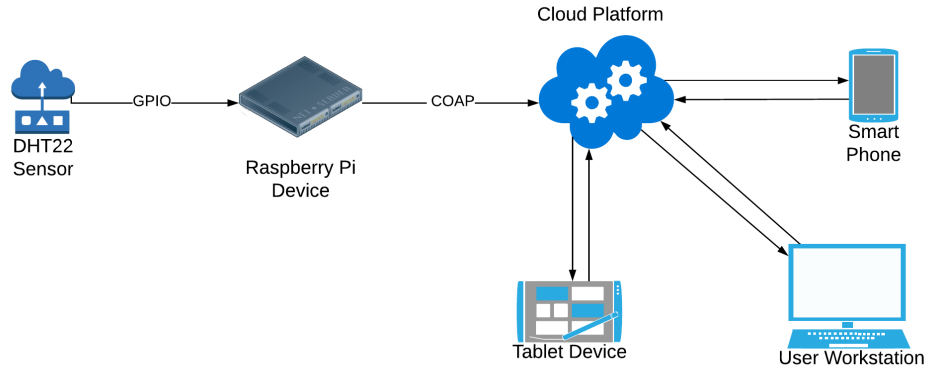 Cloud Platform
GPIO
COAP
DHT22
Sensor
Raspberry Pi
Device
Smart
Phone
Tablet Device
User Workstation